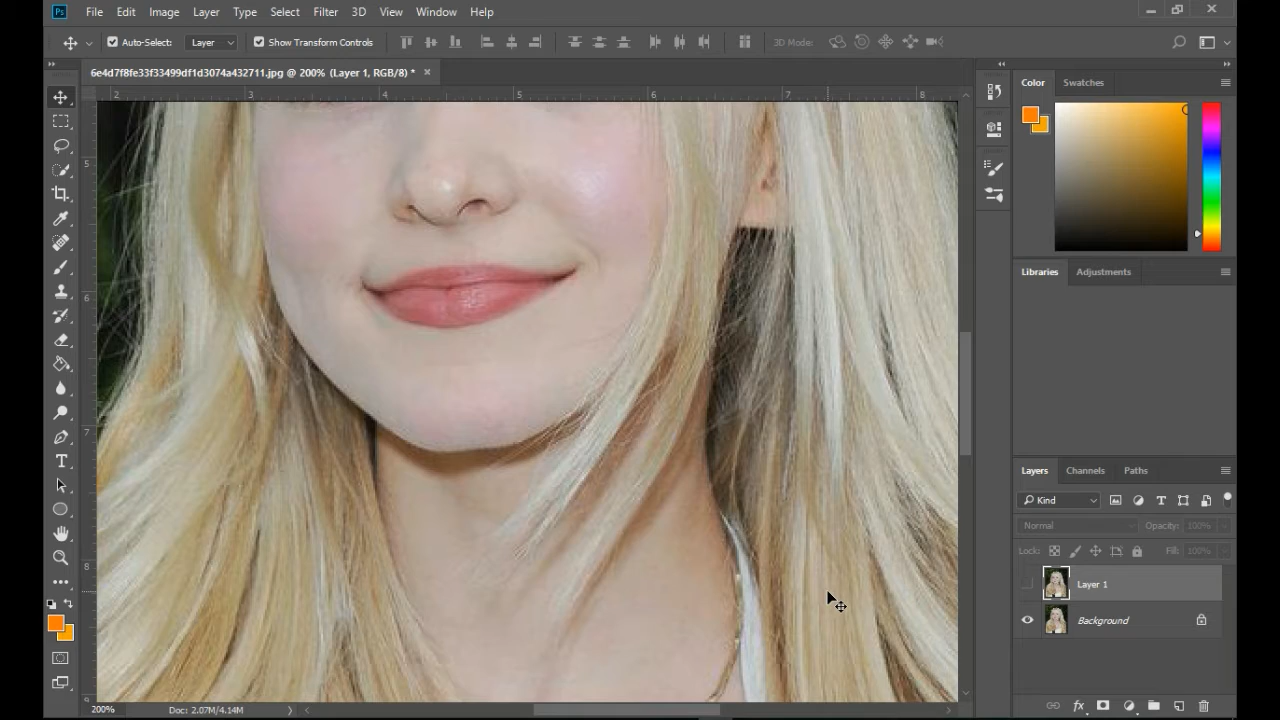 Ps File Edit Image Layer Type Select Filter 3D View Window Help
Auto-Select: Layer Show Transform Controls 3D Mode:
6e4d7f8fe33f33499df1d3074a432711.jpg @ 200% (Layer 1, RGB/8) * ×
2 3 4 5 6 7 8
5
6
7
8
9
Color Swatches
Libraries Adjustments
Layers Channels Paths
Kind
Normal Opacity: 100%
Lock: Fill: 100%
Layer 1
Background
200% Doc: 2.07M/4.14M